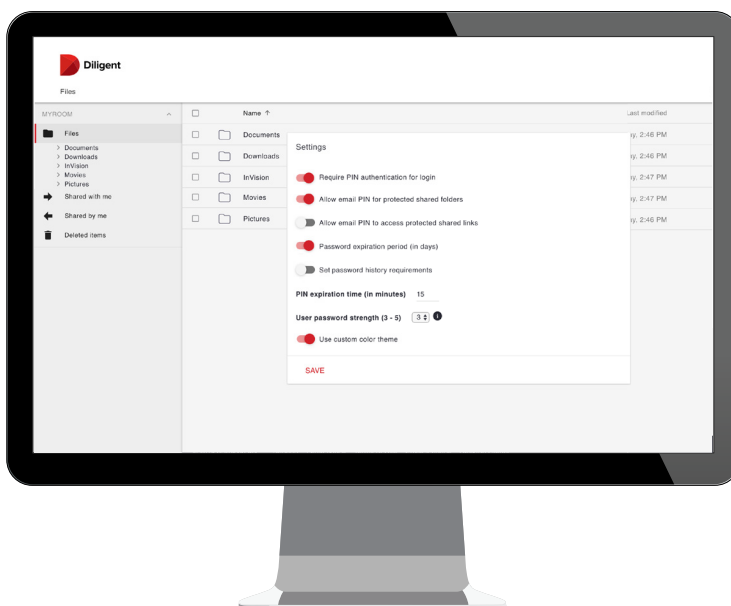 Diligent
Files
MYROOM
Name ↑
Last modified
Files
Documents
Downloads
InVision
Movies
Pictures
Shared with me
Shared by me
Deleted items
Documents
2:46 PM
Downloads
2:46 PM
InVision
2:47 PM
Movies
2:47 PM
Pictures
2:46 PM
Settings
Require PIN authentication for login
Allow email PIN for protected shared folders
Allow email PIN to access protected shared links
Password expiration period (in days)
Set password history requirements
PIN expiration time (in minutes) 15
User password strength (3 - 5) 3
Use custom color theme
SAVE